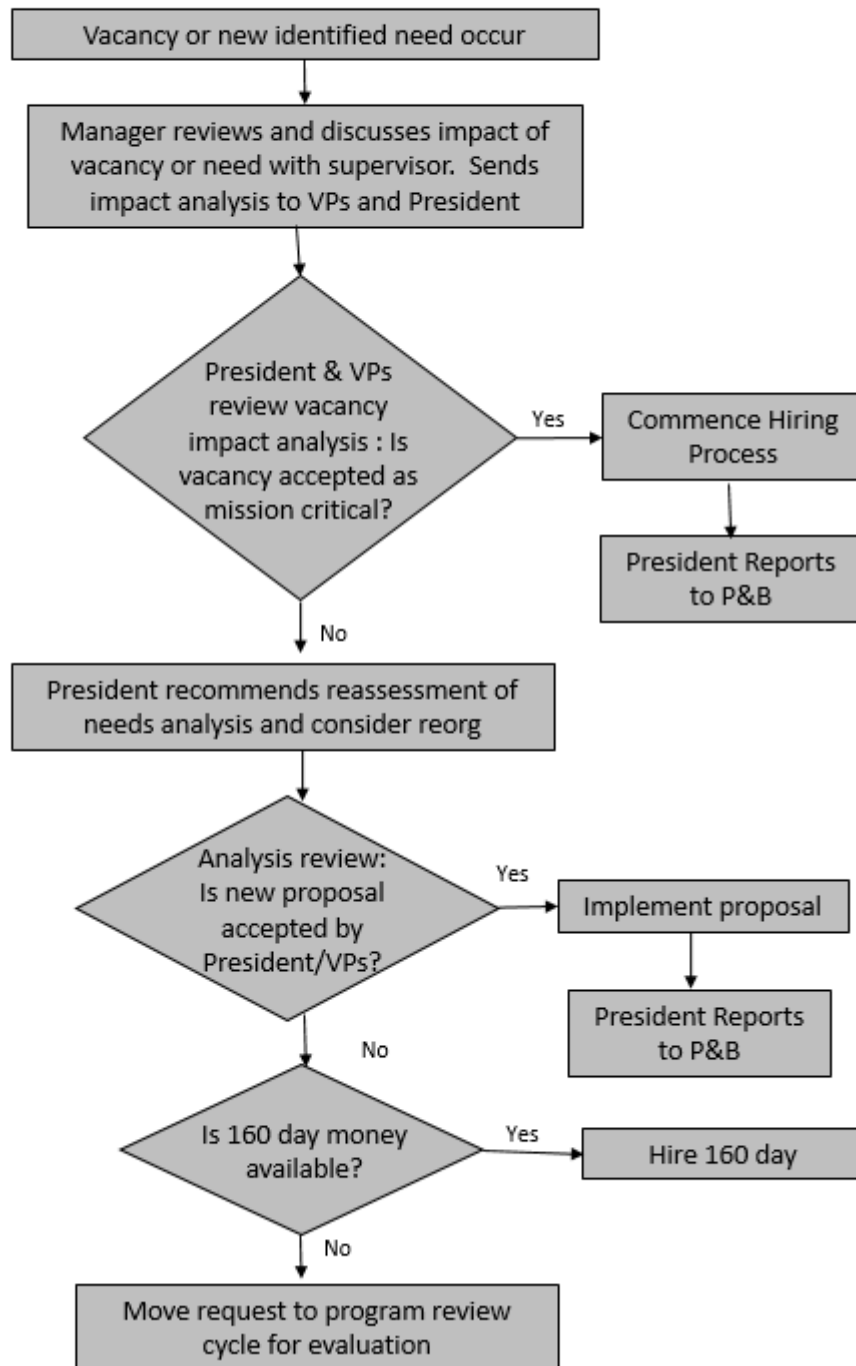 Vacancy or new identified need occur
Manager reviews and discusses impact of
vacancy or need with supervisor.  Sends
impact analysis to VPs and President
President & VPs
review vacancy
impact analysis : Is
vacancy accepted as
mission critical?
Yes
Commence Hiring
Process
President Reports
to P&B
No
President recommends reassessment of
needs analysis and consider reorg
Analysis review:
Is new proposal
accepted by
President/VPs?
Yes
Implement proposal
President Reports
to P&B
No
Is 160 day money
available?
Yes
Hire 160 day
No
Move request to program review
cycle for evaluation